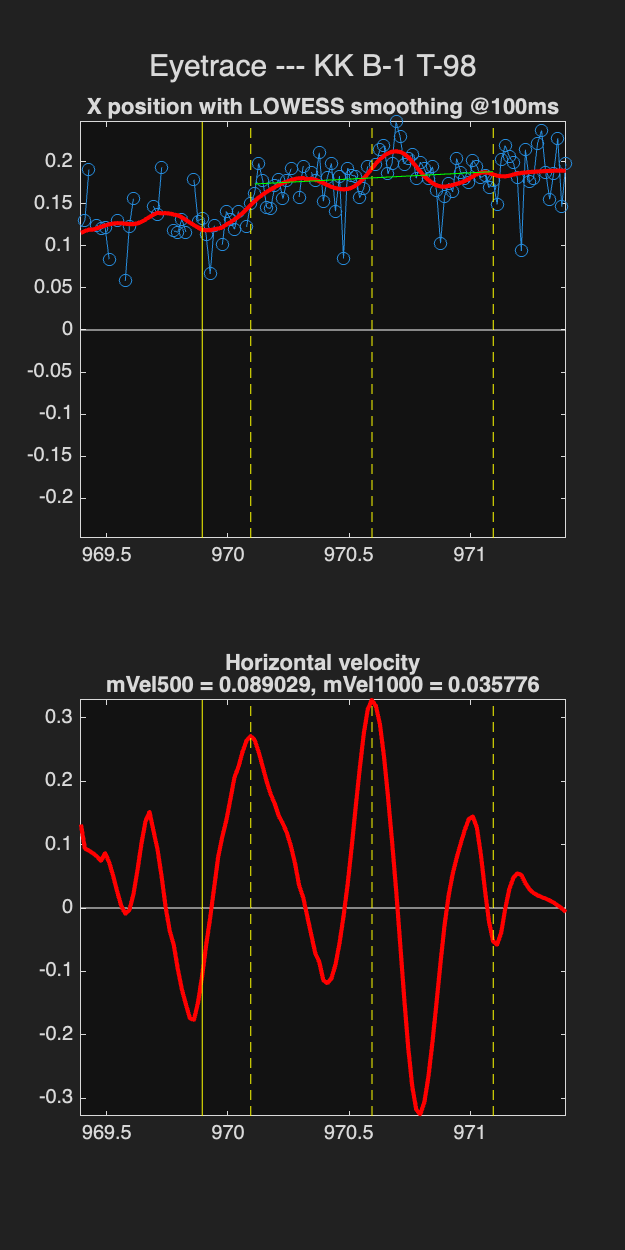 Eyetrace --- KK B-1 T-98
X position with LOWESS smoothing @100ms
0.2
0.15
0.1
0.05
0
-0.05
-0.1
-0.15
-0.2
969.5 970 970.5 971
Horizontal velocity
mVel500 = 0.089029, mVel1000 = 0.035776
0.3
0.2
0.1
0
-0.1
-0.2
-0.3
969.5 970 970.5 971